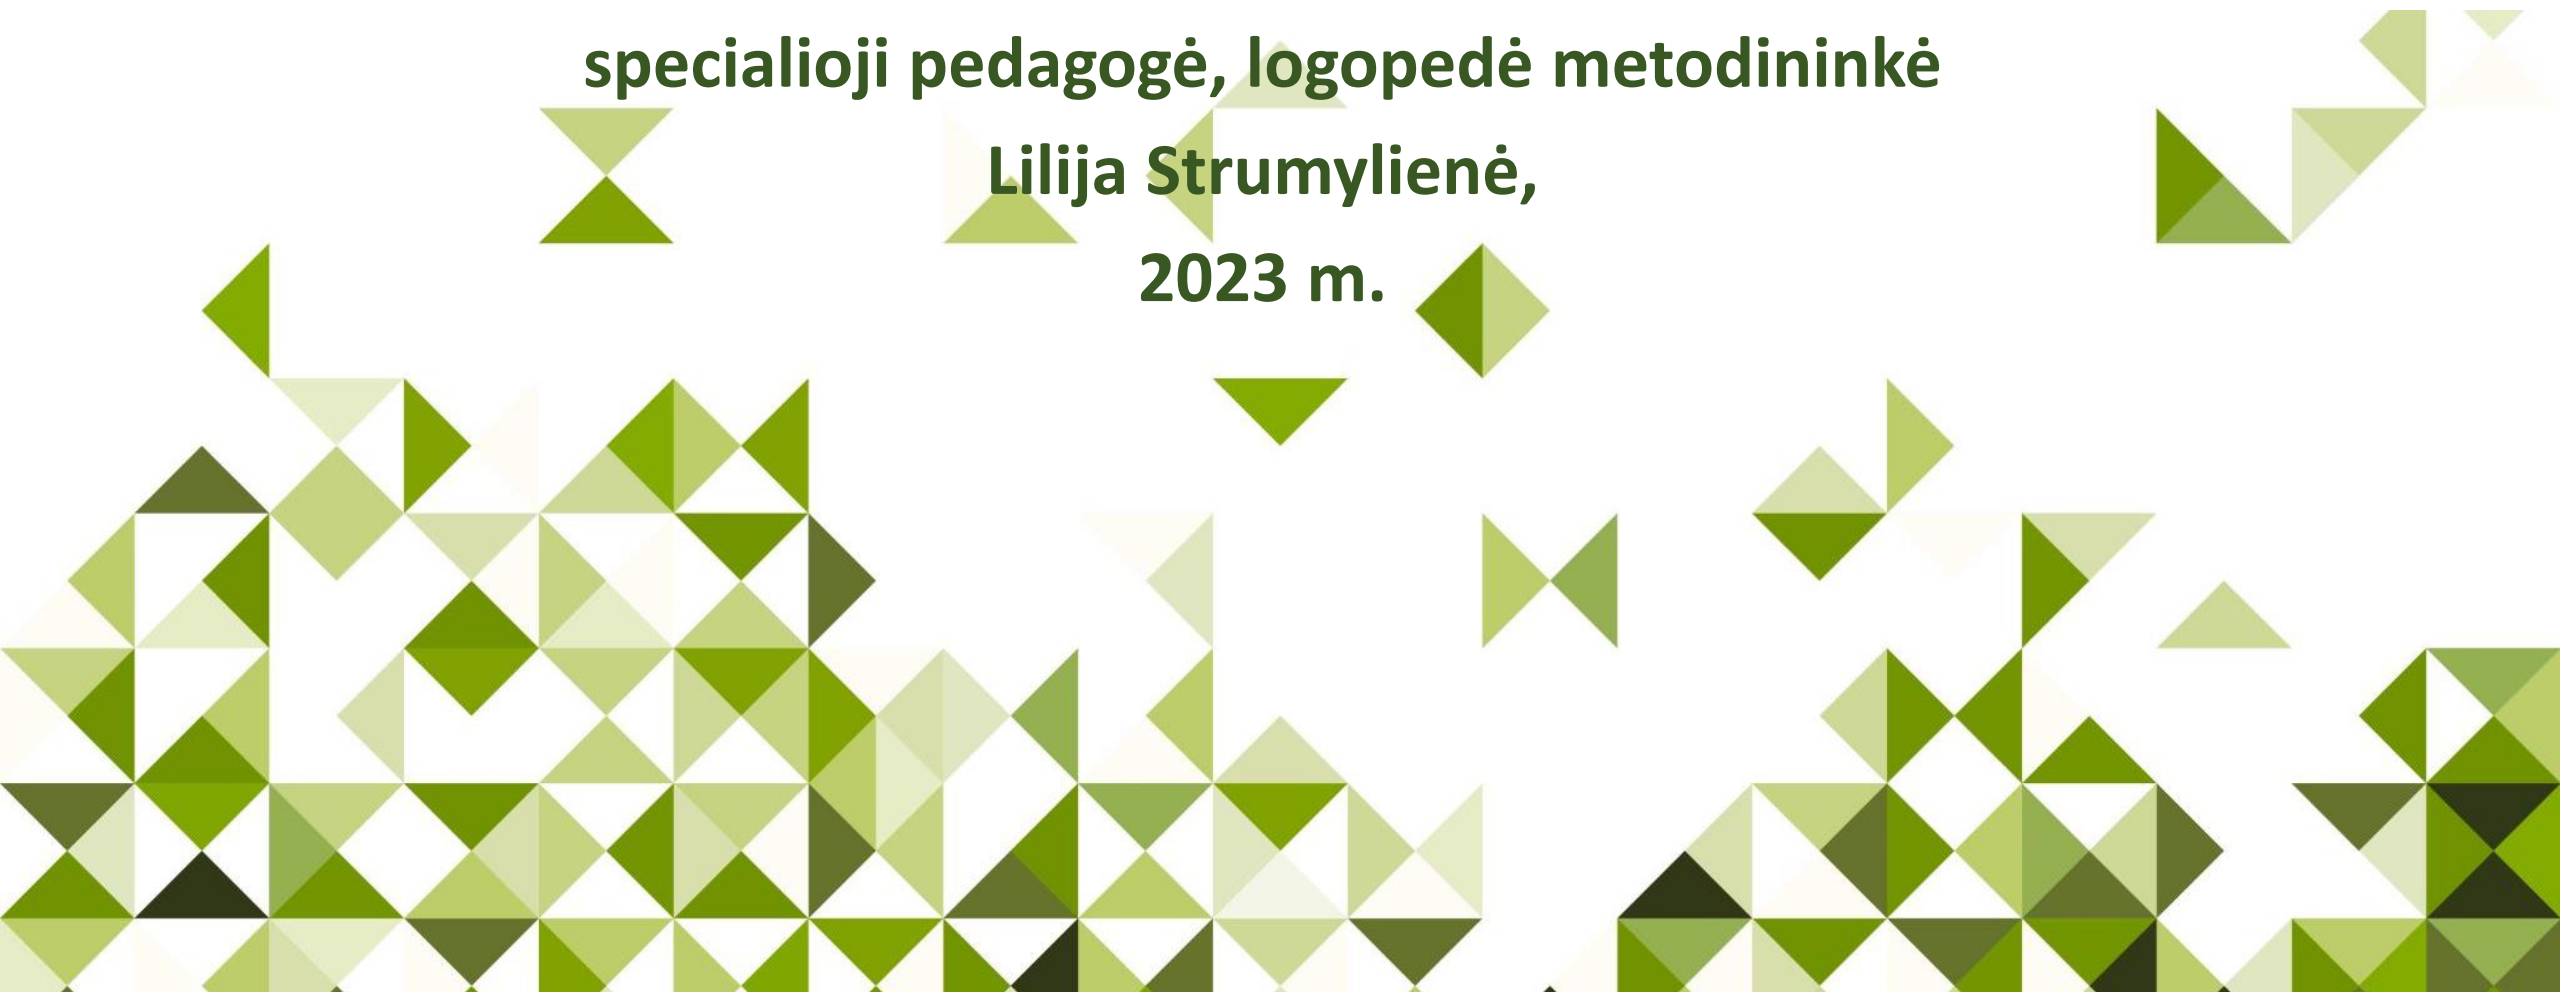 specialioji pedagogė, logopedė metodininkė
Lilija Strumylienė,
2023 m.